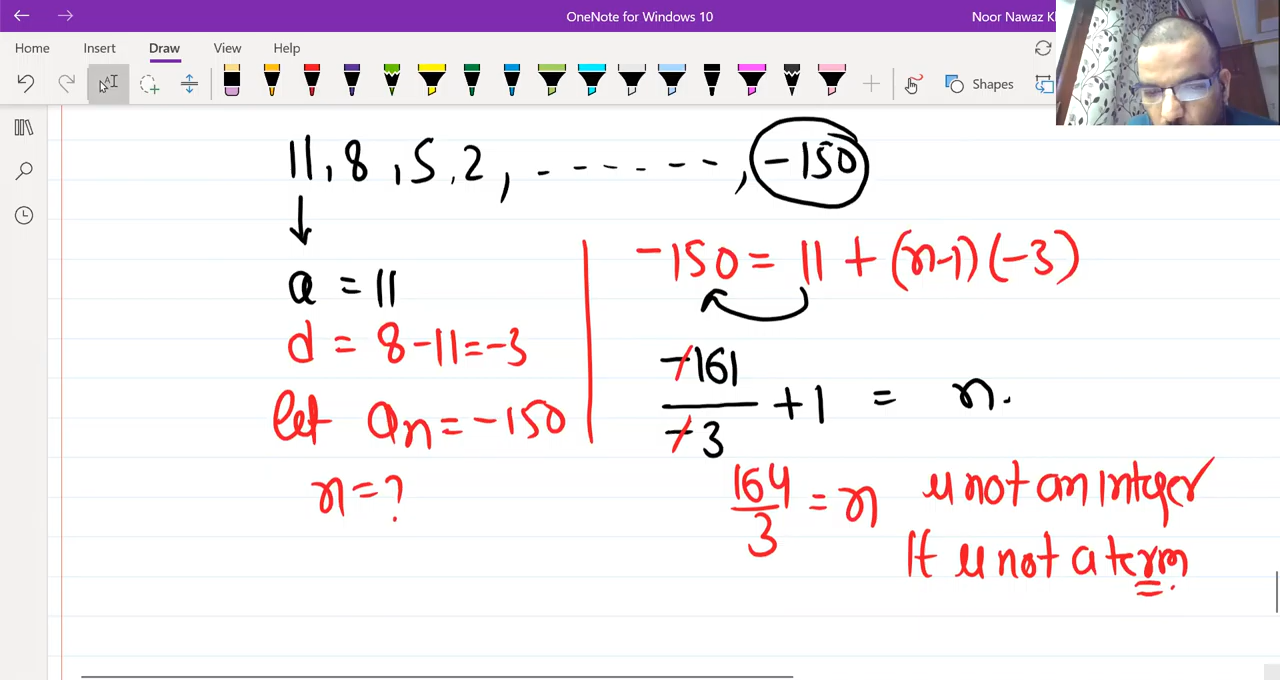 OneNote for Windows 10
Noor Nawaz Kh
Home Insert Draw View Help
Shapes
11, 8, 5, 2, ......., -150
a = 11
d = 8 - 11 = -3
let an = -150
n = ?
-150 = 11 + (n-1) (-3)
-161/-3 + 1 = n.
164/3 = n is not an integer
It is not a term.